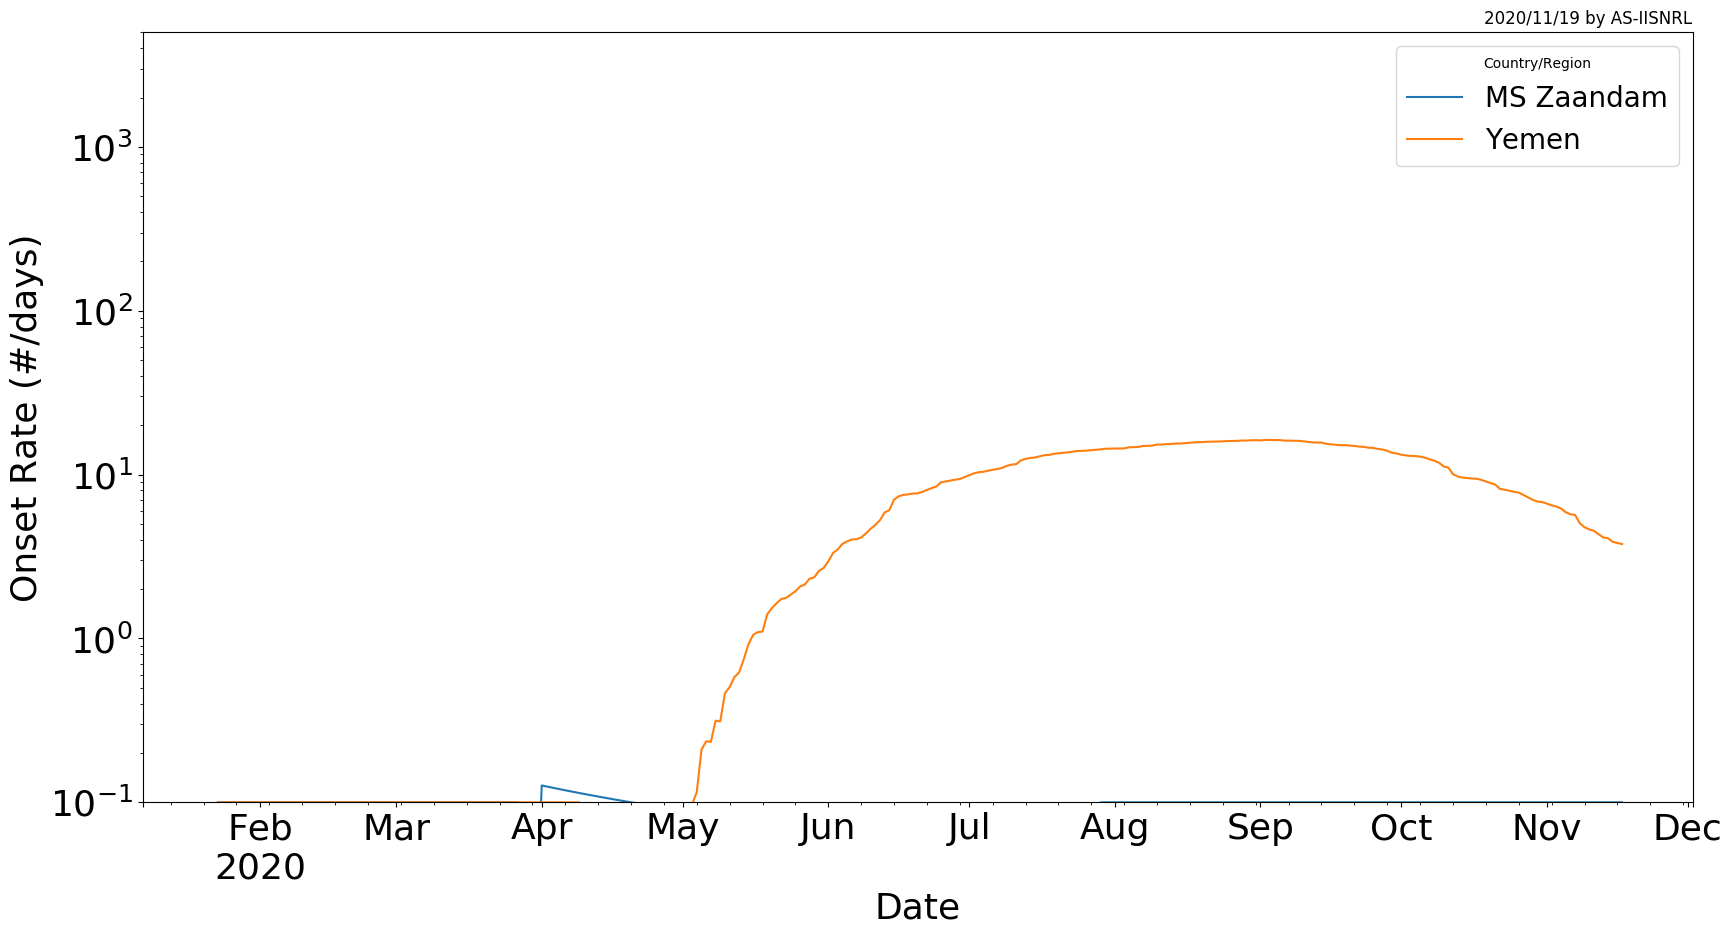 2020/11/19 by AS-IISNRL
Country/Region
MS Zaandam
Yemen
10³
10²
10¹
10⁰
10⁻¹
Onset Rate (#/days)
Feb Mar Apr May Jun Jul Aug Sep Oct Nov Dec
2020
Date